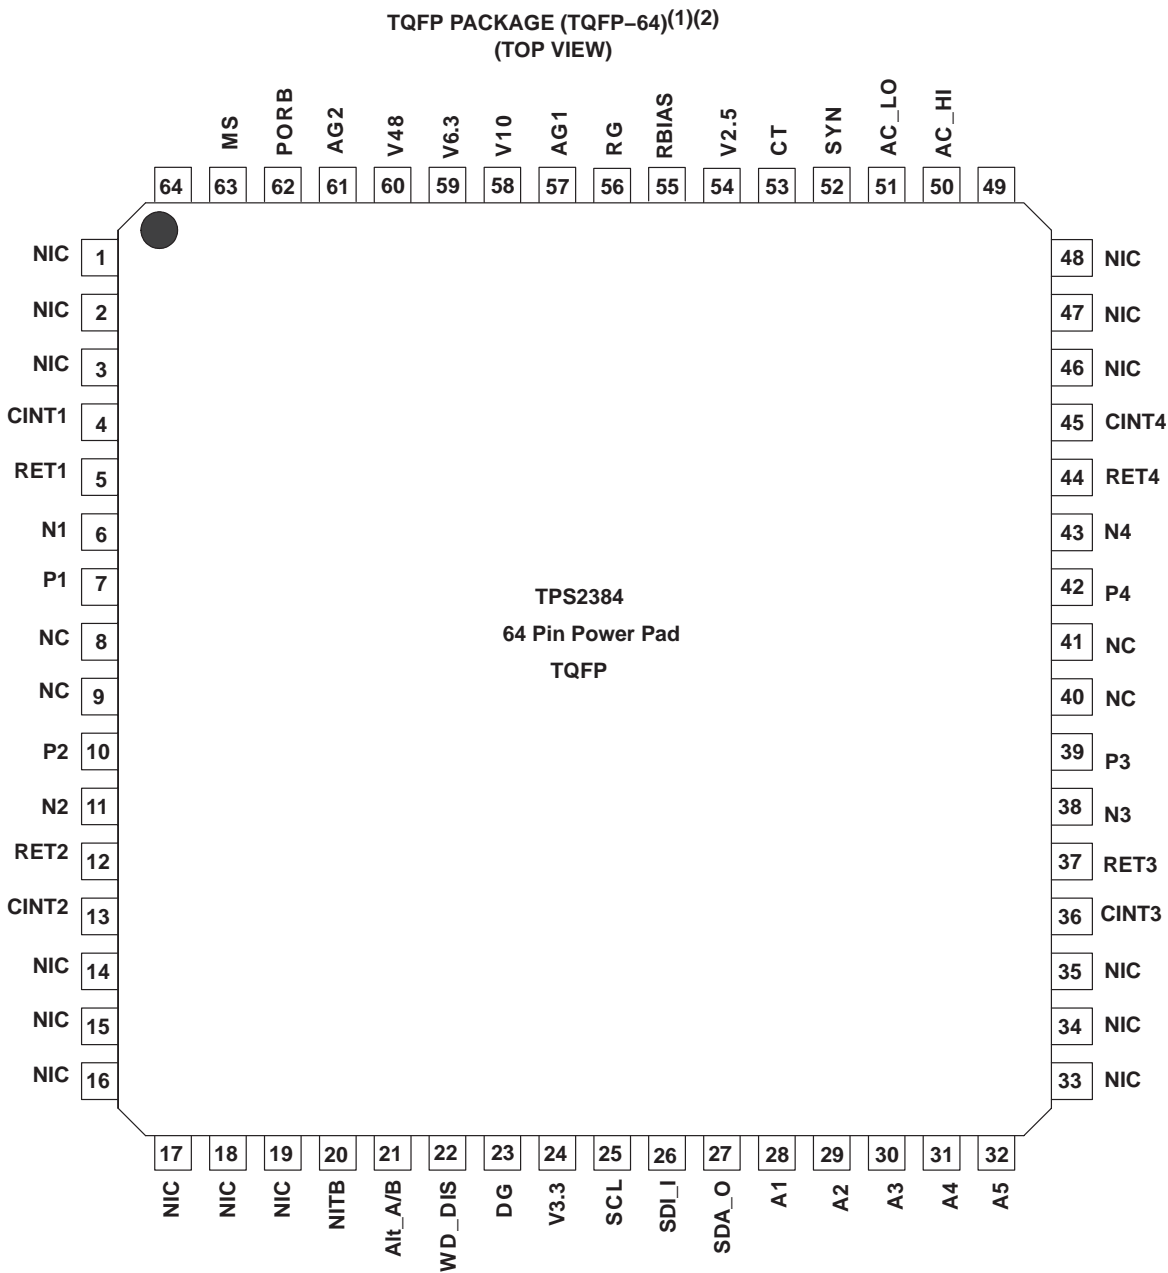 TQFP PACKAGE (TQFP−64)(1)(2)
(TOP VIEW)
MS PORB AG2 V48 V6.3 V10 AG1 RG RBIAS V2.5 CT SYN AC_LO AC_HI
64 63 62 61 60 59 58 57 56 55 54 53 52 51 50 49
NIC 1 48 NIC
NIC 2 47 NIC
NIC 3 46 NIC
CINT1 4 45 CINT4
RET1 5 44 RET4
N1 6 43 N4
P1 7 42 P4
TPS2384
64 Pin Power Pad
TQFP
NC 8 41 NC
NC 9 40 NC
P2 10 39 P3
N2 11 38 N3
RET2 12 37 RET3
CINT2 13 36 CINT3
NIC 14 35 NIC
NIC 15 34 NIC
NIC 16 33 NIC
17 18 19 20 21 22 23 24 25 26 27 28 29 30 31 32
NIC NIC NIC NITB Alt_A/B WD_DIS DG V3.3 SCL SDI_I SDA_O A1 A2 A3 A4 A5